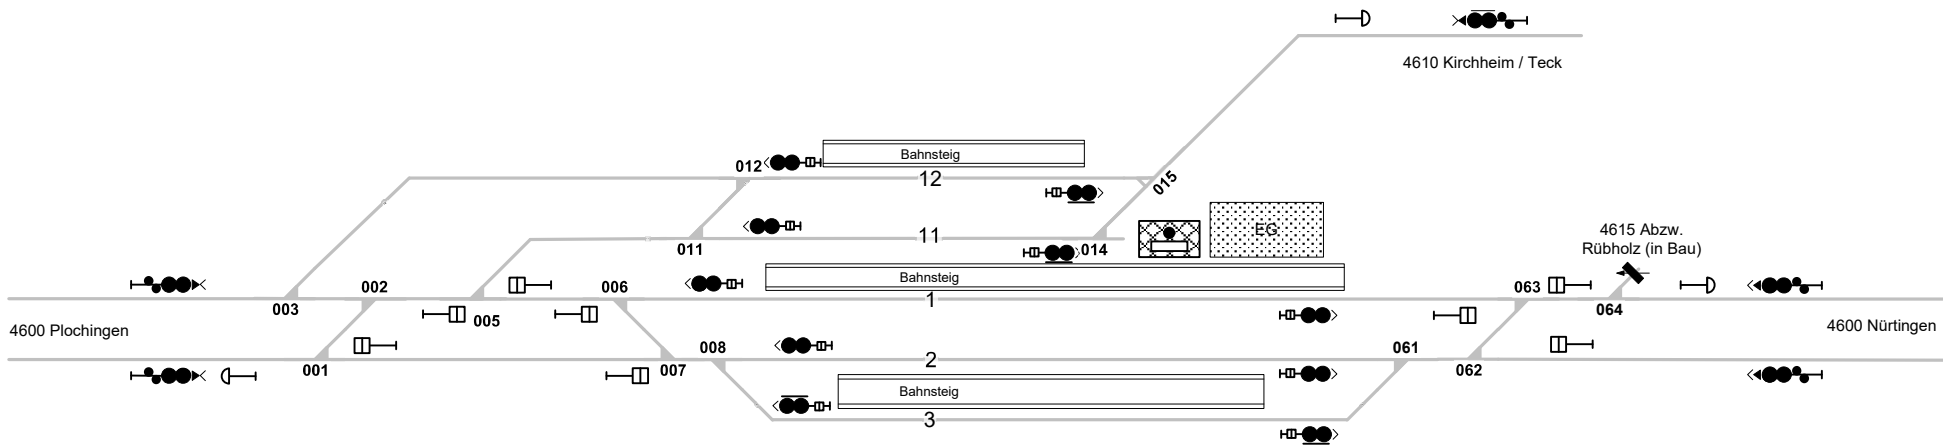 4610 Kirchheim / Teck
012
Bahnsteig
12
015
011
11
014
EG
4615 Abzw.
Rübholz (in Bau)
002
006
Bahnsteig
063
003
005
1
064
4600 Plochingen
4600 Nürtingen
008
061
001
007
2
062
Bahnsteig
3